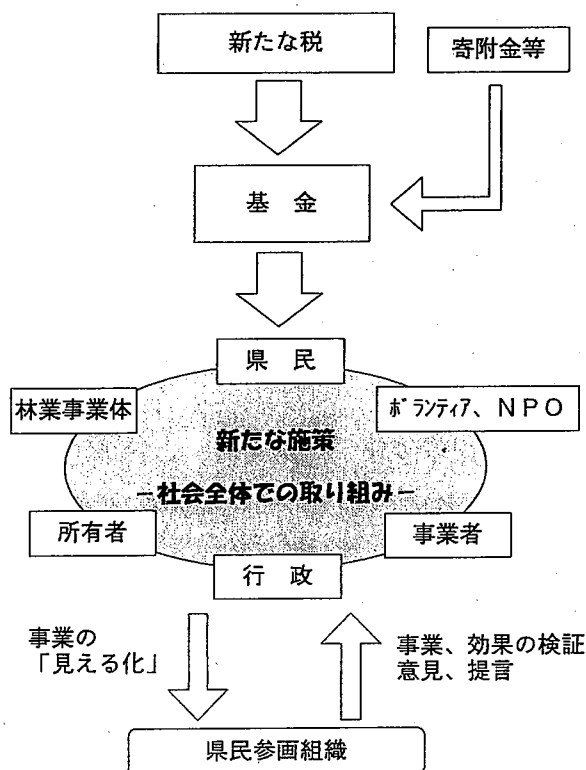 新たな税
寄附金等
基 金
県 民
林業事業体
ボランティア、NPO
新たな施策
－社会全体での取り組み－
所有者
事業者
行 政
事業の
「見える化」
事業、効果の検証
意見、提言
県民参画組織